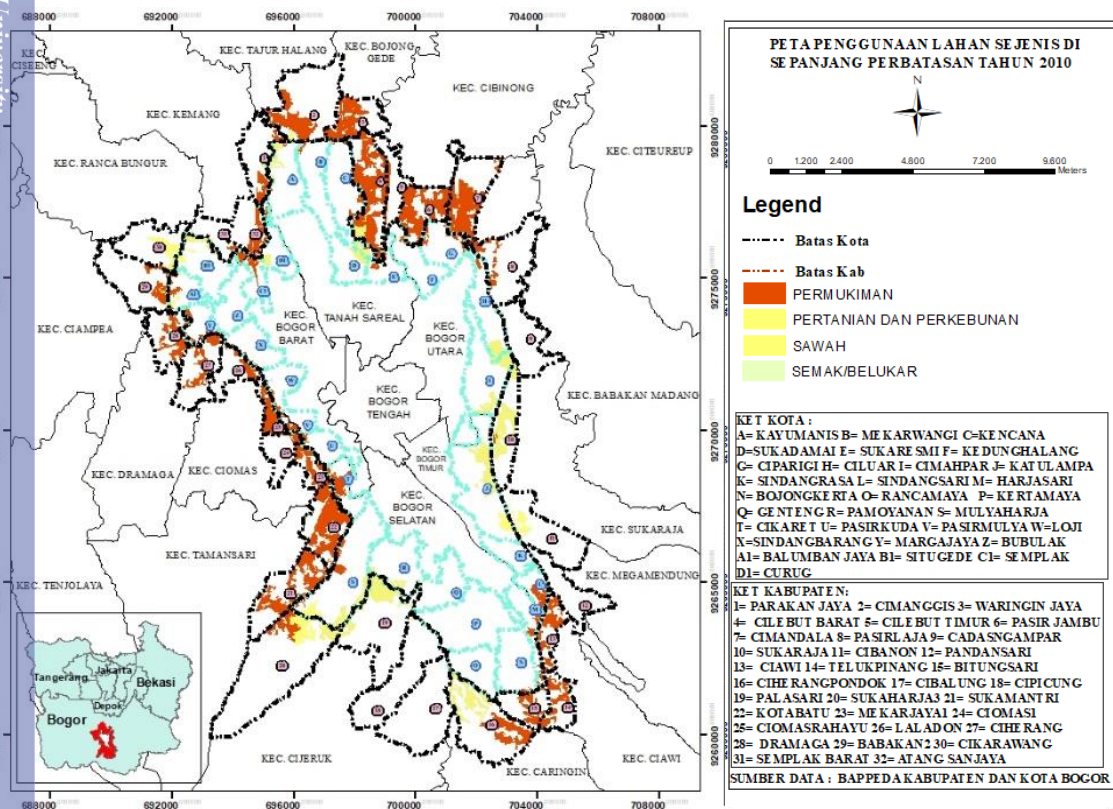 688000 692000 696000 700000 704000 708000
KEC. TAJUR HALANG
KEC. BOJONG
GEDE
KEC.
CISEENG
KEC. CIBINONG
KEC. KEMANG
KEC. CITEUREUP
KEC. RANCA BUNGUR
KEC.
TANAH SAREAL
KEC.
BOGOR
BARAT
KEC.
BOGOR
UTARA
KEC. CIAMPEA
KEC.
BOGOR
TENGAH
KEC. BABAKAN MADANG
KEC.
BOGOR
TIMUR
KEC. DRAMAGA
KEC. CIOMAS
KEC.
BOGOR
SELATAN
KEC. SUKARAJA
KEC. TAMANSARI
KEC. MEGAMENDUNG
KEC. TENJOLAYA
KEC. CIJERUK
KEC. CARINGIN
KEC. CIAWI
9280000
9275000
9270000
9265000
9260000
688000 692000 696000 700000 704000 708000
Tangerang
Jakarta
Bekasi
Depok
Bogor
PETA PENGGUNAAN LAHAN SEJENIS DI
SEPANJANG PERBATASAN TAHUN 2010
N
0 1.200 2.400 4.800 7.200 9.600
Meters
Legend
Batas Kota
Batas Kab
PERMUKIMAN
PERTANIAN DAN PERKEBUNAN
SAWAH
SEMAK/BELUKAR
KET KOTA :
A= KAYUMANIS B= MEKARWANGI C=KENCANA
D=SUKADAMAI E= SUKARESMI F= KEDUNGHALANG
G= CIPARIGI H= CILUAR I= CIMAHPAR J= KATULAMPA
K= SINDANGRASA L= SINDANGSARI M= HARJASARI
N= BOJONGKERTA O= RANCAMAYA P= KERTAMAYA
Q= GENTENG R= PAMOYANAN S= MULYAHARJA
T= CIKARET U= PASIRKUDA V= PASIRMULYA W=LOJI
X=SINDANGBARANG Y= MARGAJAYA Z= BUBULAK
A1= BALUMBAN JAYA B1= SITUGEDE C1= SEMPLAK
D1= CURUG
KET KABUPATEN:
1= PARAKAN JAYA 2= CIMANGGIS 3= WARINGIN JAYA
4= CILEBUT BARAT 5= CILEBUT TIMUR 6= PASIR JAMBU
7= CIMANDALA 8= PASIRLAJA 9= CADASNGAMPAR
10= SUKARAJA 11= CIBANON 12= PANDANSARI
13= CIAWI 14= TELUKPINANG 15= BITUNGSARI
16= CIHERANGPONDOK 17= CIBALUNG 18= CIPICUNG
19= PALASARI 20= SUKAHARJA3 21= SUKAMANTRI
22= KOTABATU 23= MEKARJAYA1 24= CIOMAS1
25= CIOMASRAHAYU 26= LALADON 27= CIHERANG
28= DRAMAGA 29= BABAKAN2 30= CIKARAWANG
31= SEMPLAK BARAT 32= ATANG SANJAYA
SUMBER DATA : BAPPEDA KABUPATEN DAN KOTA BOGOR